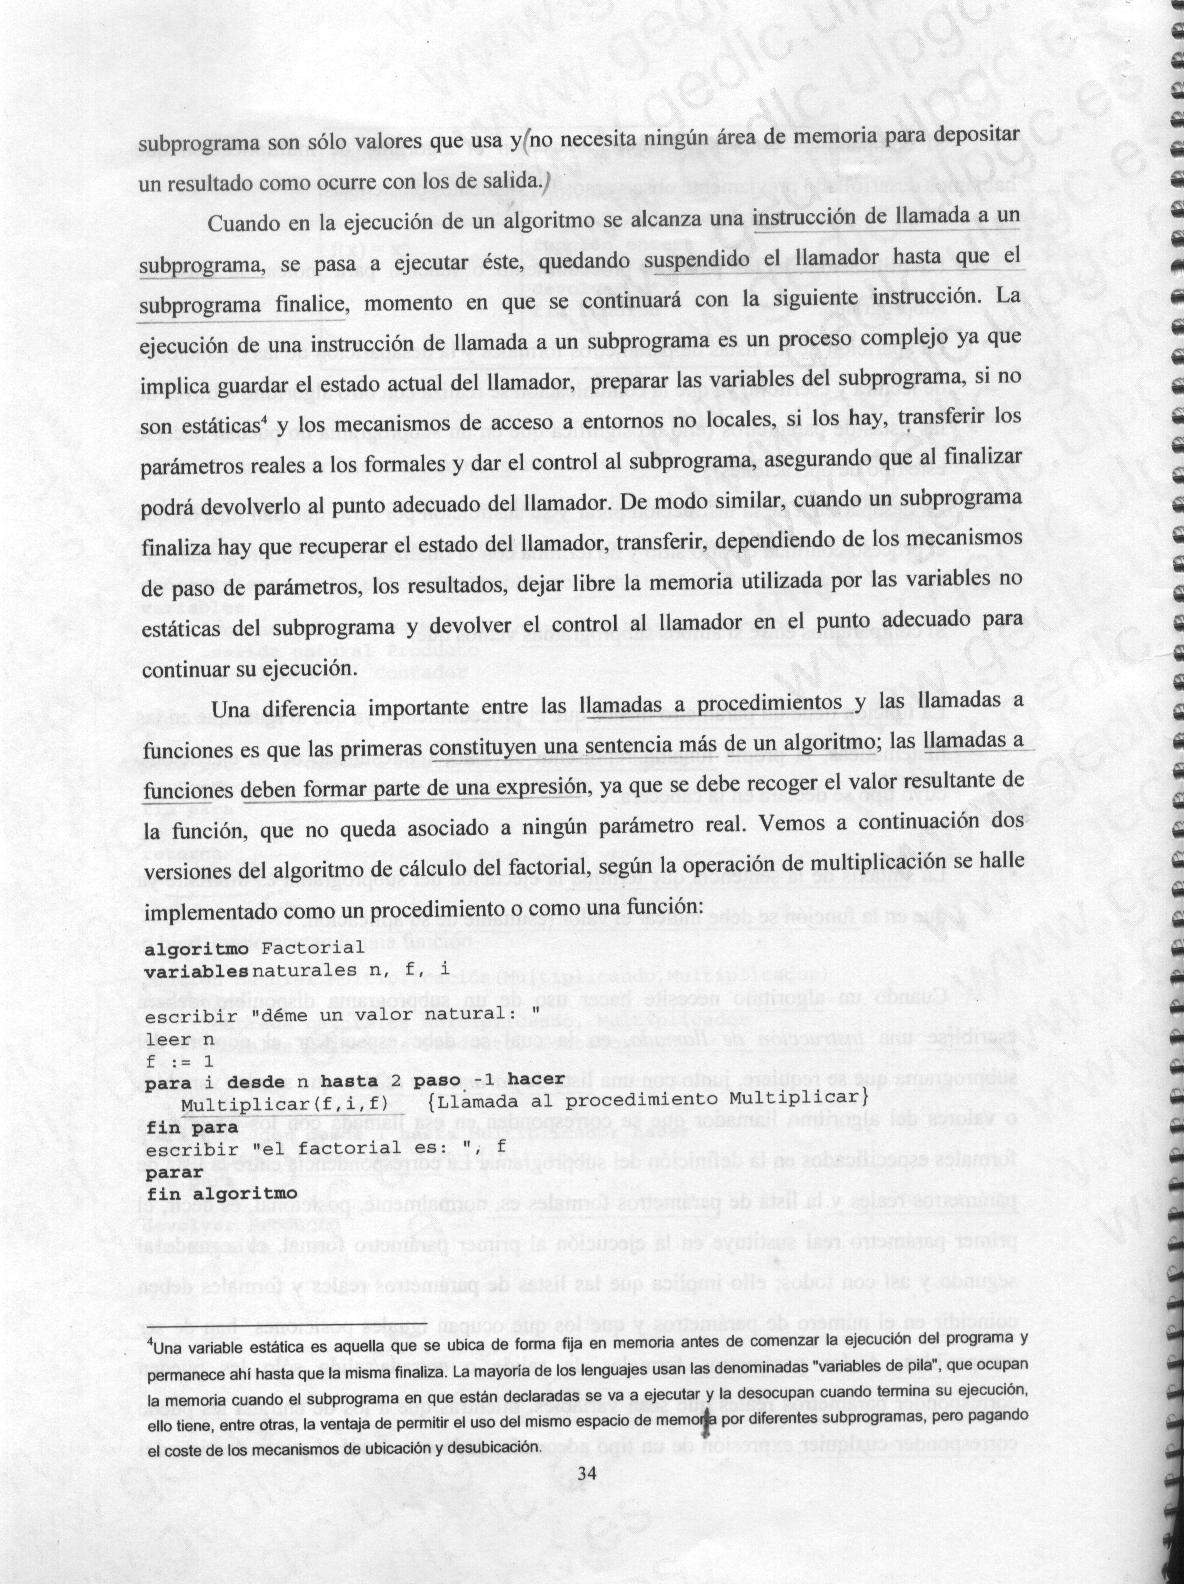 subprograma son sólo valores que usa y (no necesita ningún área de memoria para depositar
un resultado como ocurre con los de salida.)
Cuando en la ejecución de un algoritmo se alcanza una instrucción de llamada a un
subprograma, se pasa a ejecutar éste, quedando suspendido el llamador hasta que el
subprograma finalice, momento en que se continuará con la siguiente instrucción. La
ejecución de una instrucción de llamada a un subprograma es un proceso complejo ya que
implica guardar el estado actual del llamador, preparar las variables del subprograma, si no
son estáticas⁴ y los mecanismos de acceso a entornos no locales, si los hay, transferir los
parámetros reales a los formales y dar el control al subprograma, asegurando que al finalizar
podrá devolverlo al punto adecuado del llamador. De modo similar, cuando un subprograma
finaliza hay que recuperar el estado del llamador, transferir, dependiendo de los mecanismos
de paso de parámetros, los resultados, dejar libre la memoria utilizada por las variables no
estáticas del subprograma y devolver el control al llamador en el punto adecuado para
continuar su ejecución.
Una diferencia importante entre las llamadas a procedimientos y las llamadas a
funciones es que las primeras constituyen una sentencia más de un algoritmo; las llamadas a
funciones deben formar parte de una expresión, ya que se debe recoger el valor resultante de
la función, que no queda asociado a ningún parámetro real. Vemos a continuación dos
versiones del algoritmo de cálculo del factorial, según la operación de multiplicación se halle
implementado como un procedimiento o como una función:
algoritmo Factorial
variables naturales n, f, i
escribir "déme un valor natural: "
leer n
f := 1
para i desde n hasta 2 paso -1 hacer
Multiplicar(f,i,f) {Llamada al procedimiento Multiplicar}
fin para
escribir "el factorial es: ", f
parar
fin algoritmo
⁴Una variable estática es aquella que se ubica de forma fija en memoria antes de comenzar la ejecución del programa y
permanece ahí hasta que la misma finaliza. La mayoría de los lenguajes usan las denominadas "variables de pila", que ocupan
la memoria cuando el subprograma en que están declaradas se va a ejecutar y la desocupan cuando termina su ejecución,
ello tiene, entre otras, la ventaja de permitir el uso del mismo espacio de memoria por diferentes subprogramas, pero pagando
el coste de los mecanismos de ubicación y desubicación.
34